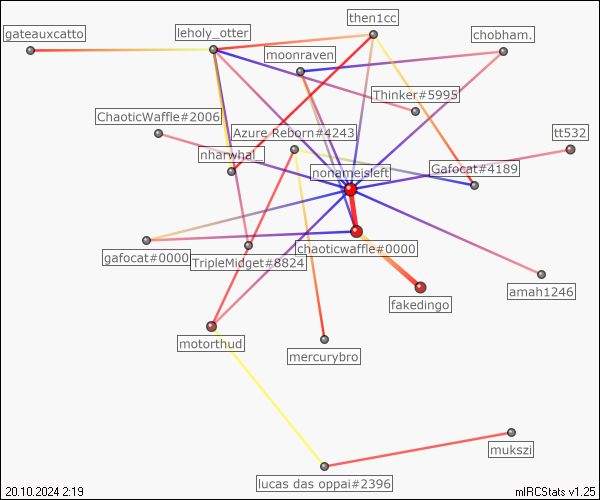 then1cc
gateauxcatto
leholy_otter
chobham.
moonraven
Thinker#5995
ChaoticWaffle#2006
Azure Reborn#4243
tt532
nharwhal_
Gafocat#4189
nonameisleft
chaoticwaffle#0000
gafocat#0000
TripleMidget#8824
amah1246
fakedingo
motorthud
mercurybro
mukszi
lucas das oppai#2396
20.10.2024 2:19
mIRCStats v1.25